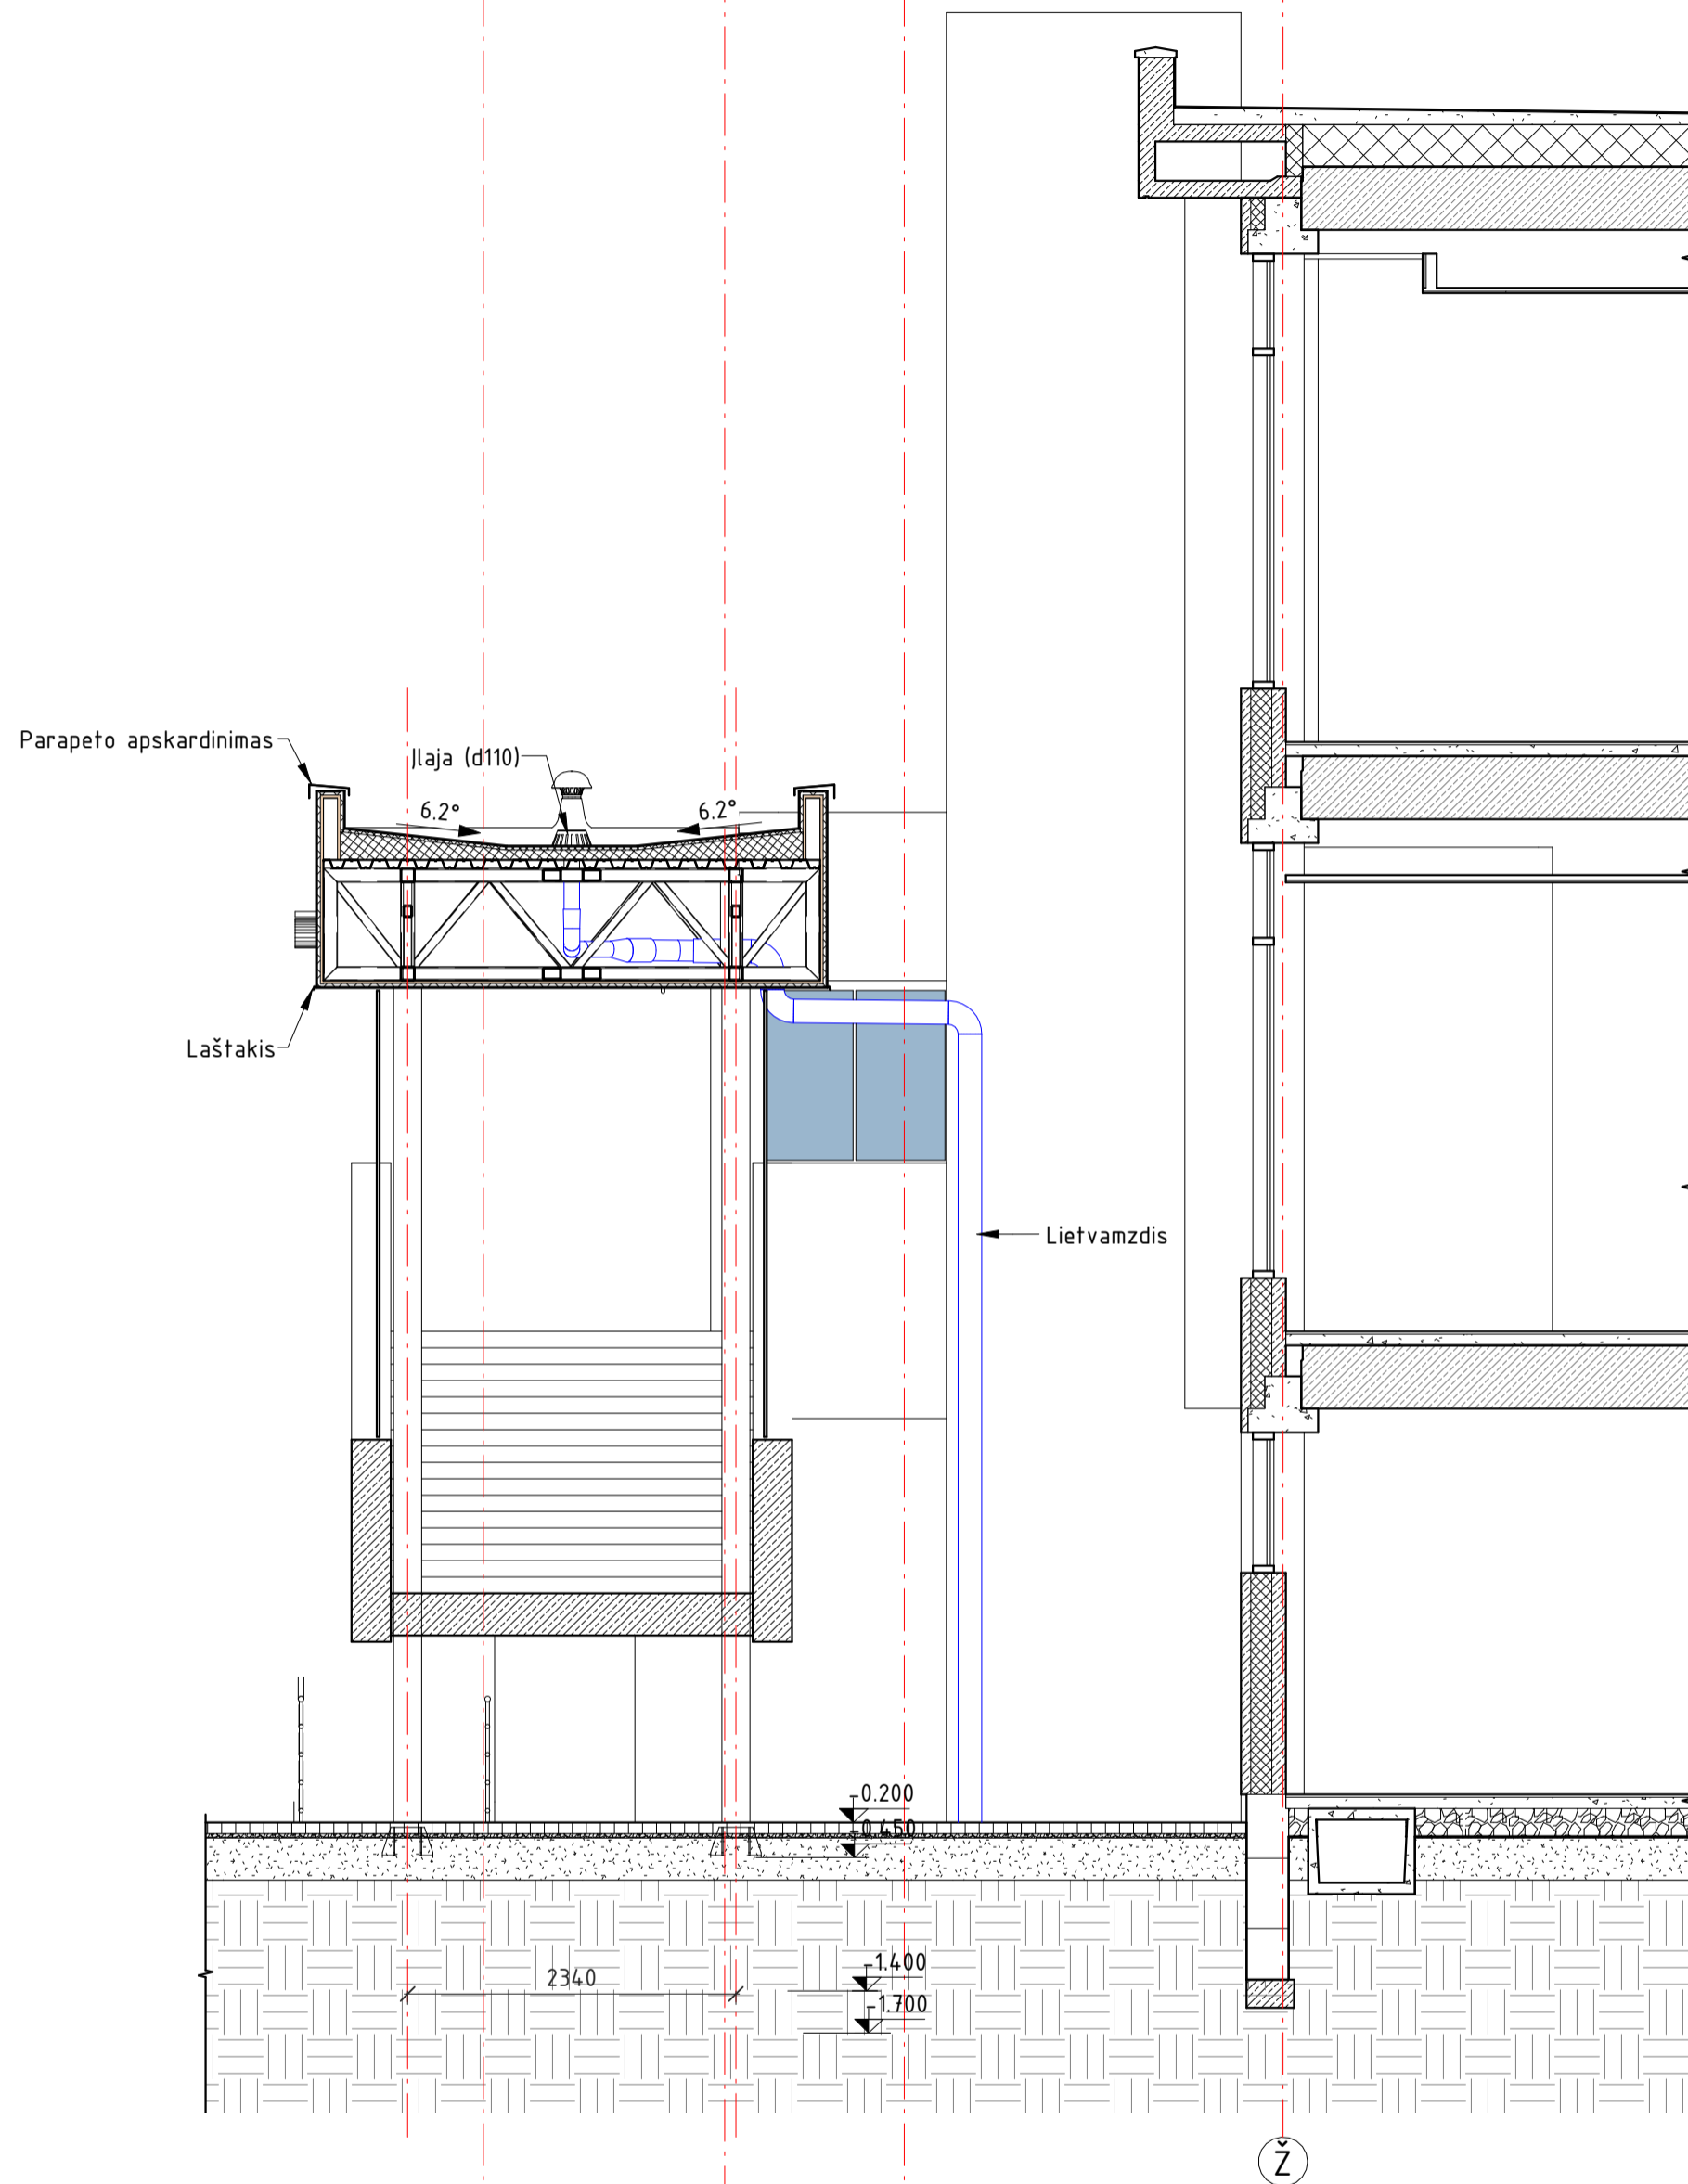 Parapeto apskardinimas
Įlaja (d110)
6.2°
6.2°
Laštakis
Lietvamzdis
-0.200
-0.450
-1.400
2340
-1.700
Ž